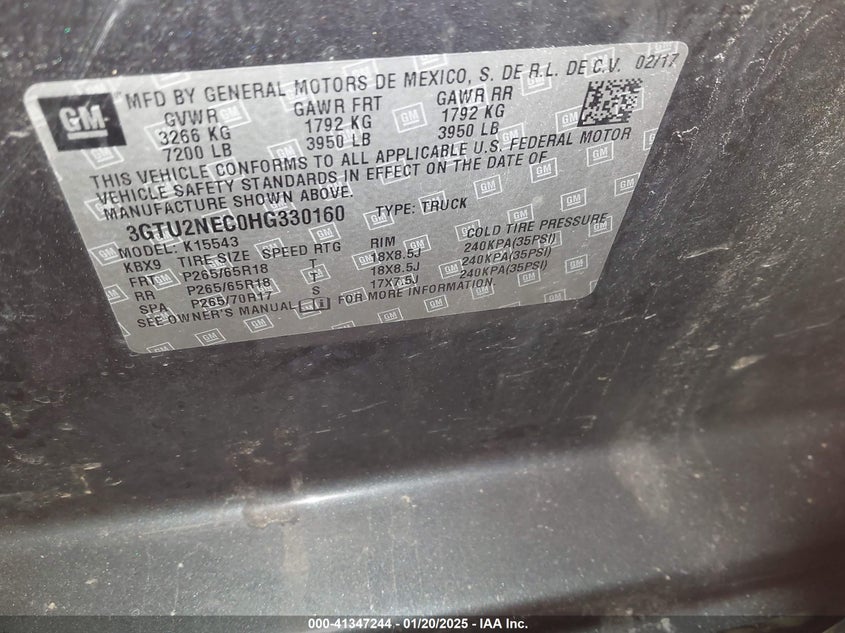 GM
MFD BY GENERAL MOTORS DE MEXICO, S. DE R.L. DE C.V. 02/17
GVWR GAWR FRT GAWR RR
3266 KG 1792 KG 1792 KG
7200 LB 3950 LB 3950 LB
THIS VEHICLE CONFORMS TO ALL APPLICABLE U.S. FEDERAL MOTOR
VEHICLE SAFETY STANDARDS IN EFFECT ON THE DATE OF
MANUFACTURE SHOWN ABOVE.
3GTU2NEC0HG330160 TYPE: TRUCK
MODEL: K15543
KBX9 TIRE SIZE SPEED RTG RIM COLD TIRE PRESSURE
FRT P265/65R18 T 18X8.5J 240KPA(35PSI)
RR P265/65R18 T 18X8.5J 240KPA(35PSI)
SPA P265/70R17 S 17X7.5J 240KPA(35PSI)
SEE OWNER'S MANUAL FOR MORE INFORMATION.
000-41347244 / 01/20/2025 - IAA Inc.